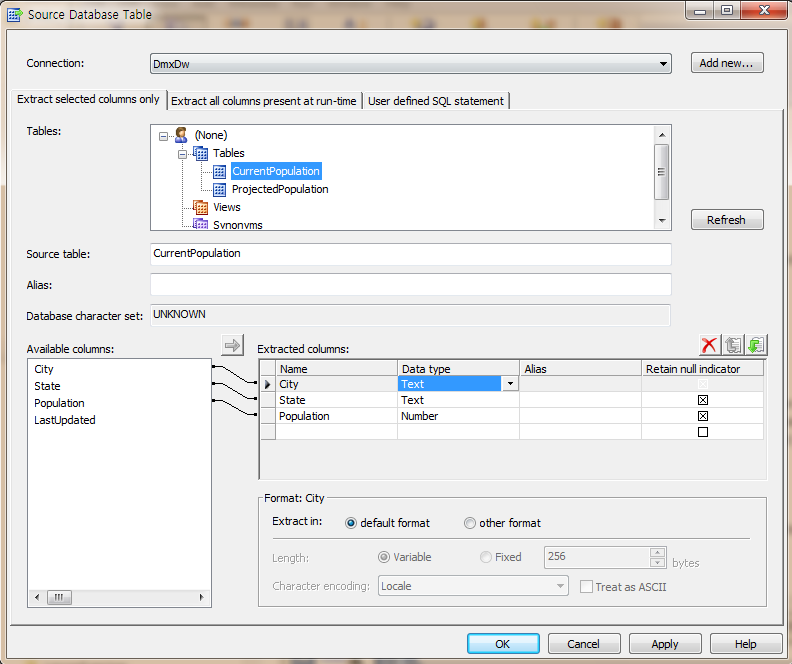 Source Database Table
Connection:
DmxDw
Add new...
Extract selected columns only
Extract all columns present at run-time
User defined SQL statement
Tables:
(None)
Tables
CurrentPopulation
ProjectedPopulation
Views
Synonyms
Refresh
Source table:
CurrentPopulation
Alias:
Database character set:
UNKNOWN
Available columns:
City
State
Population
LastUpdated
Extracted columns:
Name Data type Alias Retain null indicator
City Text
State Text
Population Number
Format: City
Extract in: default format other format
Length: Variable Fixed 256 bytes
Character encoding: Locale Treat as ASCII
OK Cancel Apply Help